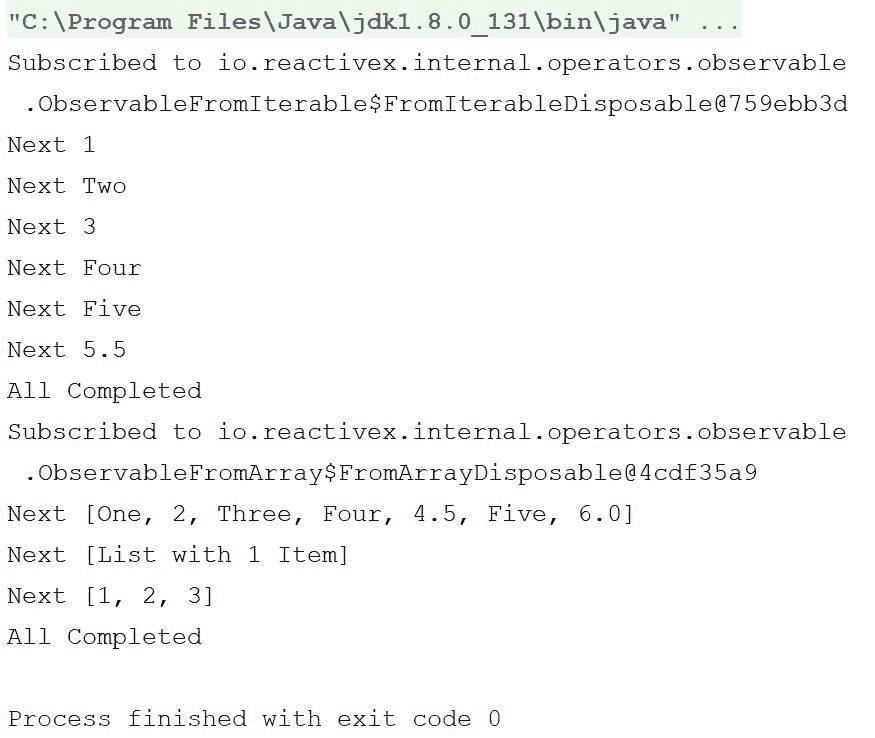 "C:\Program Files\Java\jdk1.8.0_131\bin\java" ...
Subscribed to io.reactivex.internal.operators.observable
.ObservableFromIterable$FromIterableDisposable@759ebb3d
Next 1
Next Two
Next 3
Next Four
Next Five
Next 5.5
All Completed
Subscribed to io.reactivex.internal.operators.observable
.ObservableFromArray$FromArrayDisposable@4cdf35a9
Next [One, 2, Three, Four, 4.5, Five, 6.0]
Next [List with 1 Item]
Next [1, 2, 3]
All Completed
Process finished with exit code 0